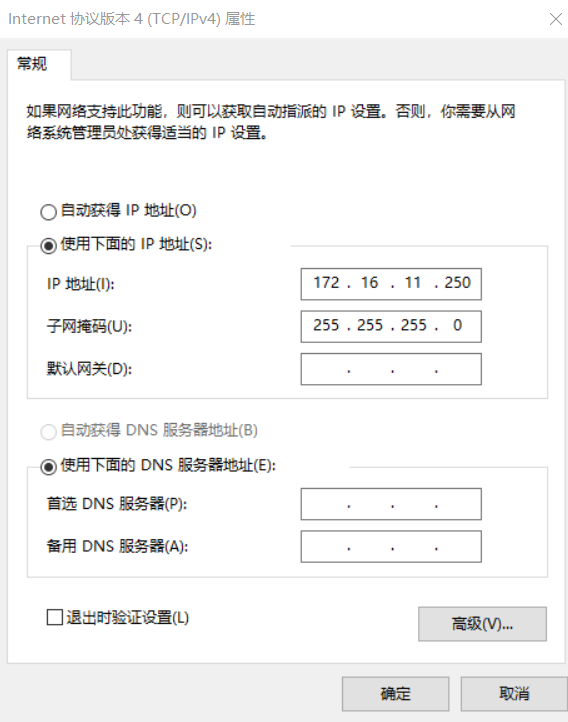 Internet 协议版本 4 (TCP/IPv4) 属性
常规
如果网络支持此功能，则可以获取自动指派的 IP 设置。否则，你需要从网
络系统管理员处获得适当的 IP 设置。
自动获得 IP 地址(O)
使用下面的 IP 地址(S):
IP 地址(I): 172 . 16 . 11 . 250
子网掩码(U): 255 . 255 . 255 . 0
默认网关(D): . . .
自动获得 DNS 服务器地址(B)
使用下面的 DNS 服务器地址(E):
首选 DNS 服务器(P): . . .
备用 DNS 服务器(A): . . .
退出时验证设置(L)
高级(V)...
确定 取消